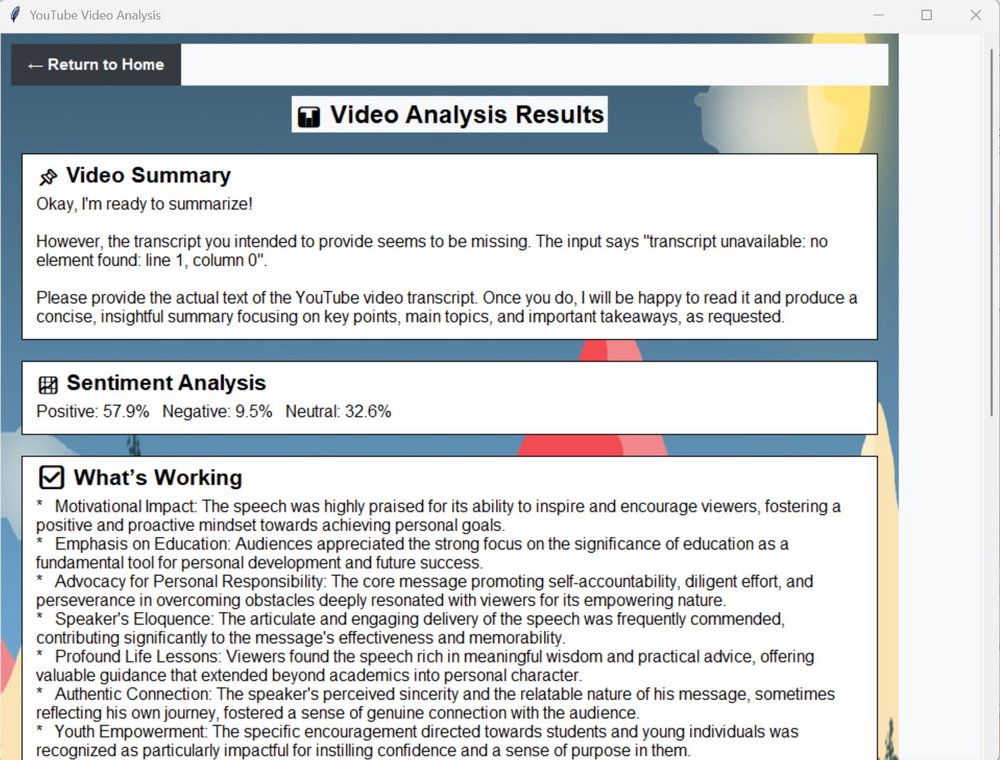 YouTube Video Analysis
← Return to Home
Video Analysis Results
Video Summary
Okay, I'm ready to summarize!
However, the transcript you intended to provide seems to be missing. The input says "transcript unavailable: no
element found: line 1, column 0".
Please provide the actual text of the YouTube video transcript. Once you do, I will be happy to read it and produce a
concise, insightful summary focusing on key points, main topics, and important takeaways, as requested.
Sentiment Analysis
Positive: 57.9%   Negative: 9.5%   Neutral: 32.6%
What’s Working
*   Motivational Impact: The speech was highly praised for its ability to inspire and encourage viewers, fostering a
positive and proactive mindset towards achieving personal goals.
*   Emphasis on Education: Audiences appreciated the strong focus on the significance of education as a
fundamental tool for personal development and future success.
*   Advocacy for Personal Responsibility: The core message promoting self-accountability, diligent effort, and
perseverance in overcoming obstacles deeply resonated with viewers for its empowering nature.
*   Speaker's Eloquence: The articulate and engaging delivery of the speech was frequently commended,
contributing significantly to the message's effectiveness and memorability.
*   Profound Life Lessons: Viewers found the speech rich in meaningful wisdom and practical advice, offering
valuable guidance that extended beyond academics into personal character.
*   Authentic Connection: The speaker's perceived sincerity and the relatable nature of his message, sometimes
reflecting his own journey, fostered a sense of genuine connection with the audience.
*   Youth Empowerment: The specific encouragement directed towards students and young individuals was
recognized as particularly impactful for instilling confidence and a sense of purpose in them.